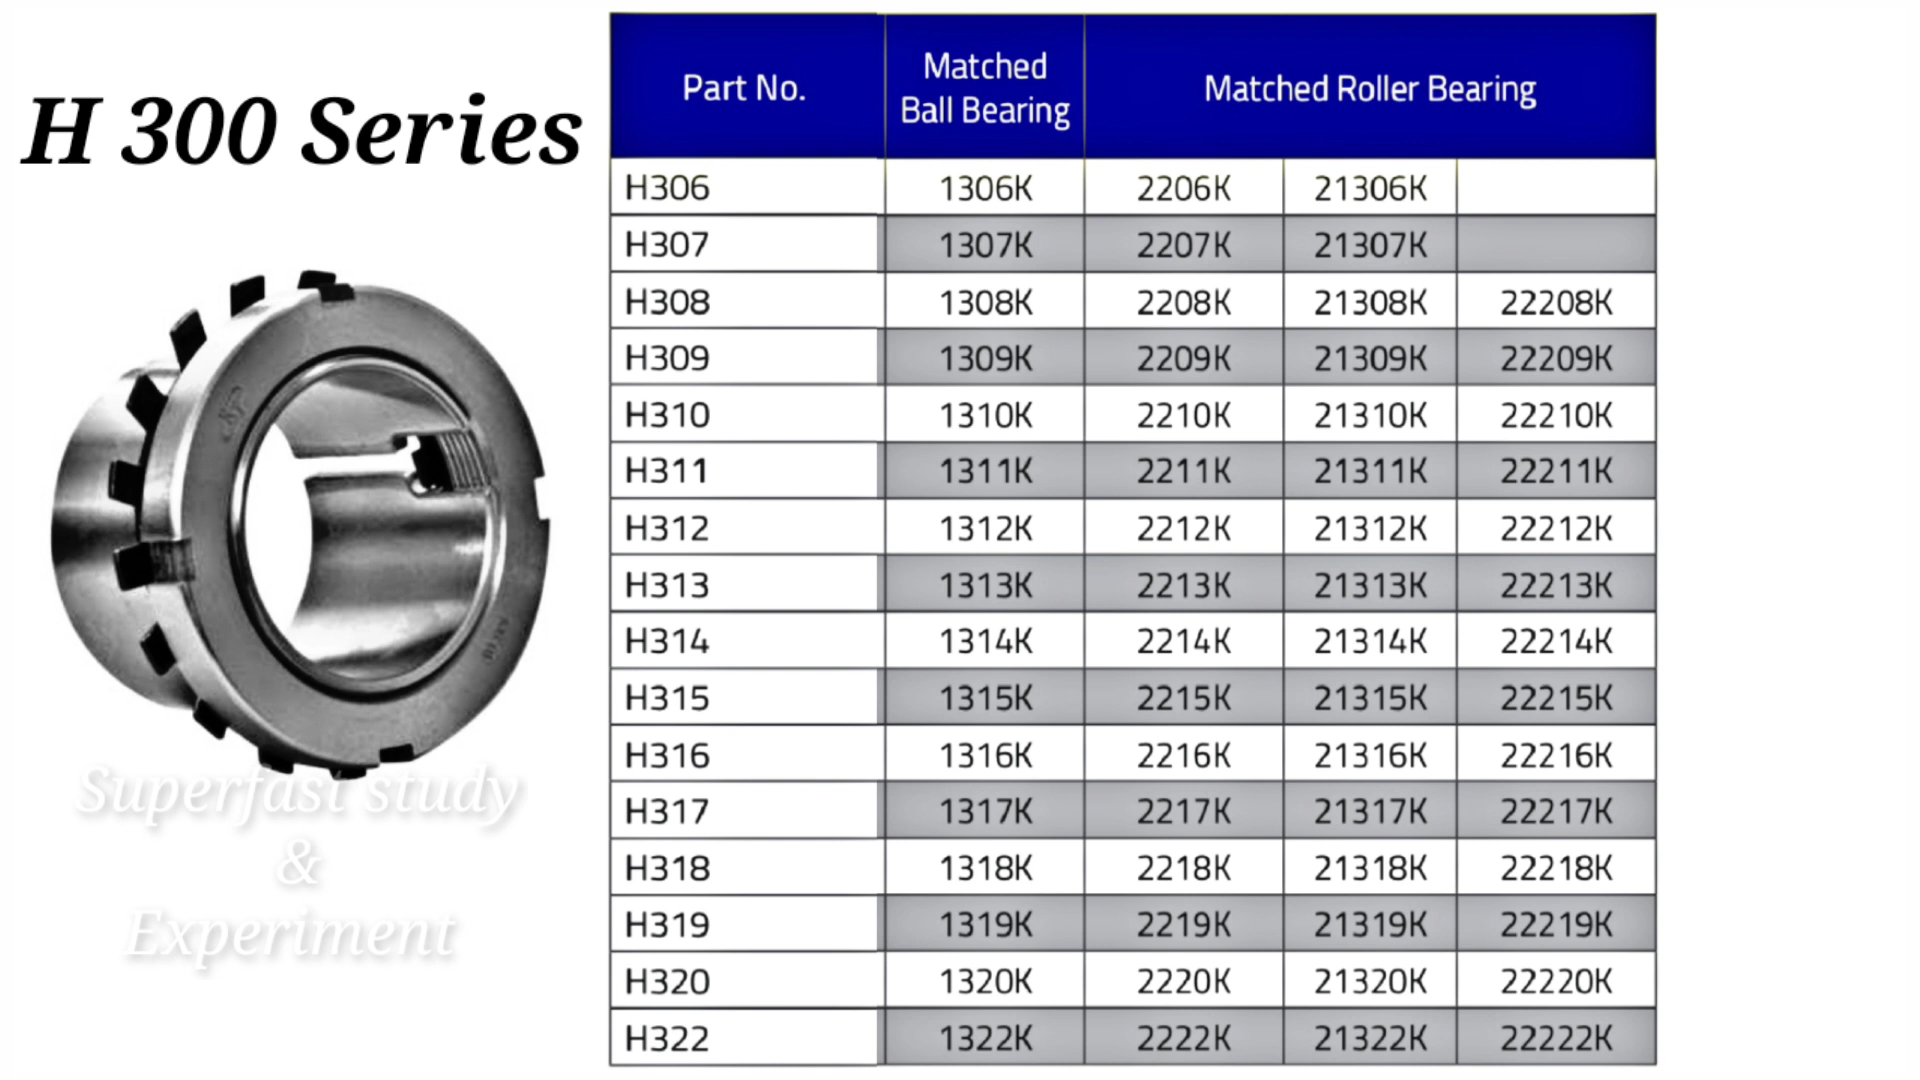 H 300 Series
Superfast study
&
Experiment
Part No. Matched Ball Bearing Matched Roller Bearing
H306 1306K 2206K 21306K
H307 1307K 2207K 21307K
H308 1308K 2208K 21308K 22208K
H309 1309K 2209K 21309K 22209K
H310 1310K 2210K 21310K 22210K
H311 1311K 2211K 21311K 22211K
H312 1312K 2212K 21312K 22212K
H313 1313K 2213K 21313K 22213K
H314 1314K 2214K 21314K 22214K
H315 1315K 2215K 21315K 22215K
H316 1316K 2216K 21316K 22216K
H317 1317K 2217K 21317K 22217K
H318 1318K 2218K 21318K 22218K
H319 1319K 2219K 21319K 22219K
H320 1320K 2220K 21320K 22220K
H322 1322K 2222K 21322K 22222K